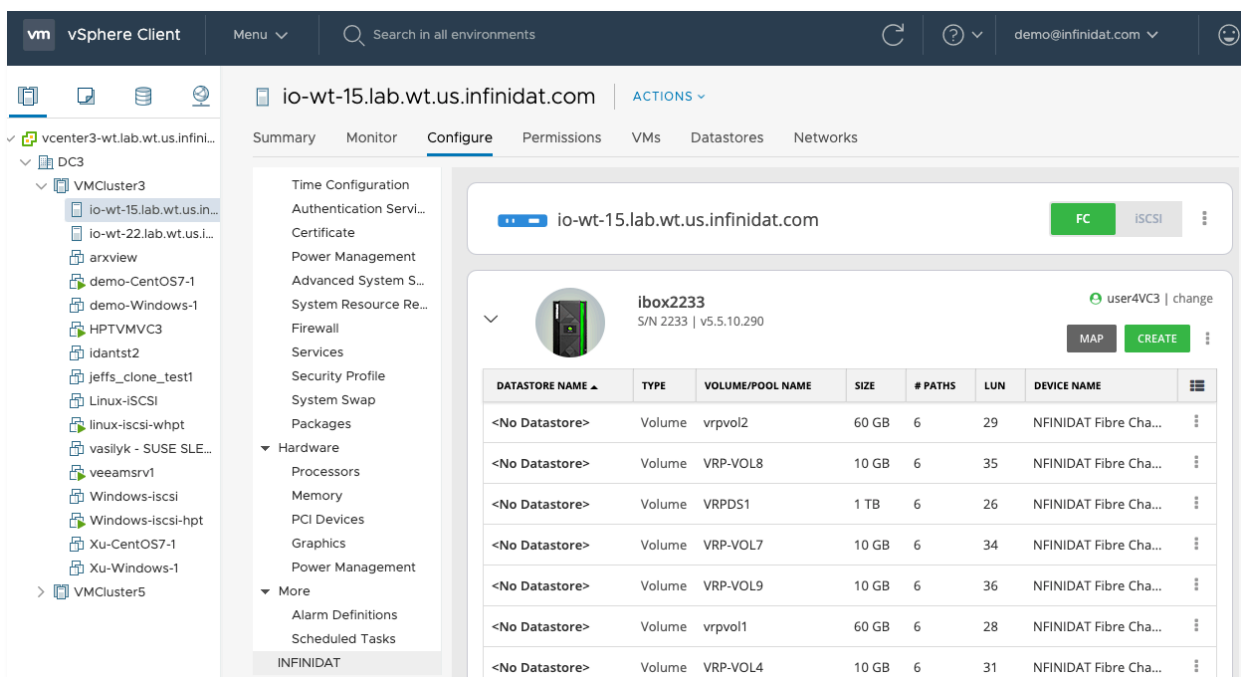 vm vSphere Client Menu Search in all environments demo@infinidat.com
io-wt-15.lab.wt.us.infinidat.com ACTIONS
Summary Monitor Configure Permissions VMs Datastores Networks
vcenter3-wt.lab.wt.us.infini...
DC3
VMCluster3
io-wt-15.lab.wt.us.in...
io-wt-22.lab.wt.us.i...
arxview
demo-CentOS7-1
demo-Windows-1
HPTVMVC3
idantst2
jeffs_clone_test1
Linux-iSCSI
linux-iscsi-whpt
vasilyk - SUSE SLE...
veeamsrv1
Windows-iscsi
Windows-iscsi-hpt
Xu-CentOS7-1
Xu-Windows-1
VMCluster5
Time Configuration
Authentication Servi...
Certificate
Power Management
Advanced System S...
System Resource Re...
Firewall
Services
Security Profile
System Swap
Packages
Hardware
Processors
Memory
PCI Devices
Graphics
Power Management
More
Alarm Definitions
Scheduled Tasks
INFINIDAT
io-wt-15.lab.wt.us.infinidat.com FC iSCSI
ibox2233 user4VC3 | change
S/N 2233 | v5.5.10.290
MAP CREATE
DATASTORE NAME TYPE VOLUME/POOL NAME SIZE # PATHS LUN DEVICE NAME
<No Datastore> Volume vrpvol2 60 GB 6 29 NFINIDAT Fibre Cha...
<No Datastore> Volume VRP-VOL8 10 GB 6 35 NFINIDAT Fibre Cha...
<No Datastore> Volume VRPDS1 1 TB 6 26 NFINIDAT Fibre Cha...
<No Datastore> Volume VRP-VOL7 10 GB 6 34 NFINIDAT Fibre Cha...
<No Datastore> Volume VRP-VOL9 10 GB 6 36 NFINIDAT Fibre Cha...
<No Datastore> Volume vrpvol1 60 GB 6 28 NFINIDAT Fibre Cha...
<No Datastore> Volume VRP-VOL4 10 GB 6 31 NFINIDAT Fibre Cha...